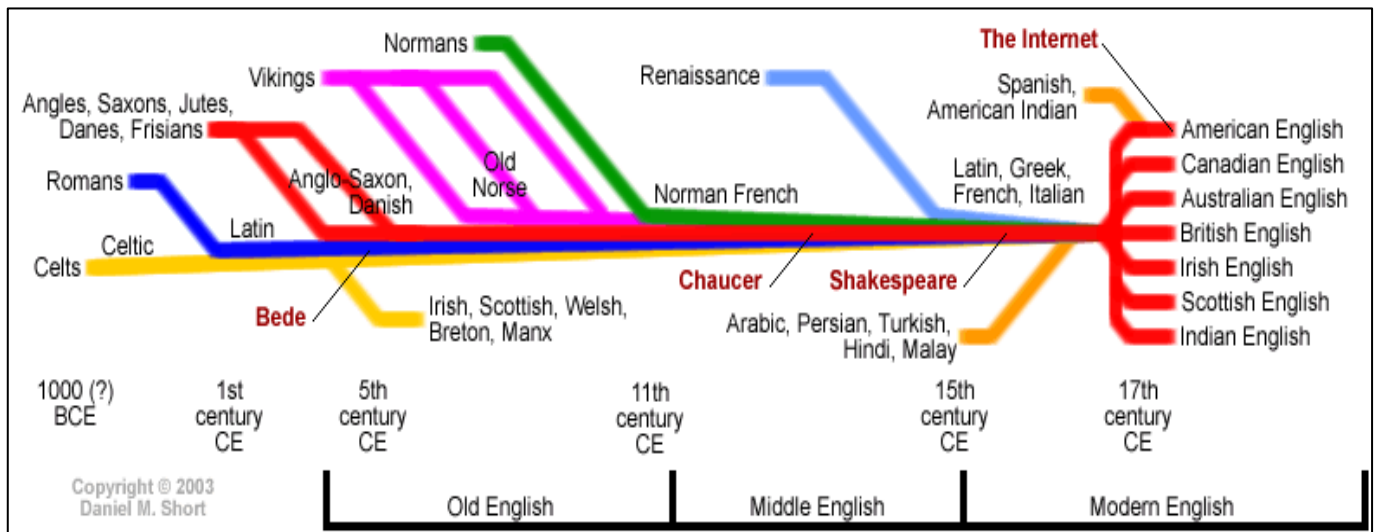 Normans
The Internet
Vikings
Renaissance
Spanish,
American Indian
Angles, Saxons, Jutes,
Danes, Frisians
American English
Canadian English
Romans
Anglo-Saxon,
Danish
Old
Norse
Norman French
Latin, Greek,
French, Italian
Australian English
Latin
British English
Celtic
Celts
Irish English
Chaucer
Shakespeare
Bede
Irish, Scottish, Welsh,
Breton, Manx
Arabic, Persian, Turkish,
Hindi, Malay
Scottish English
Indian English
1000 (?)
BCE
1st
century
CE
5th
century
CE
11th
century
CE
15th
century
CE
17th
century
CE
Copyright © 2003
Daniel M. Short
Old English
Middle English
Modern English